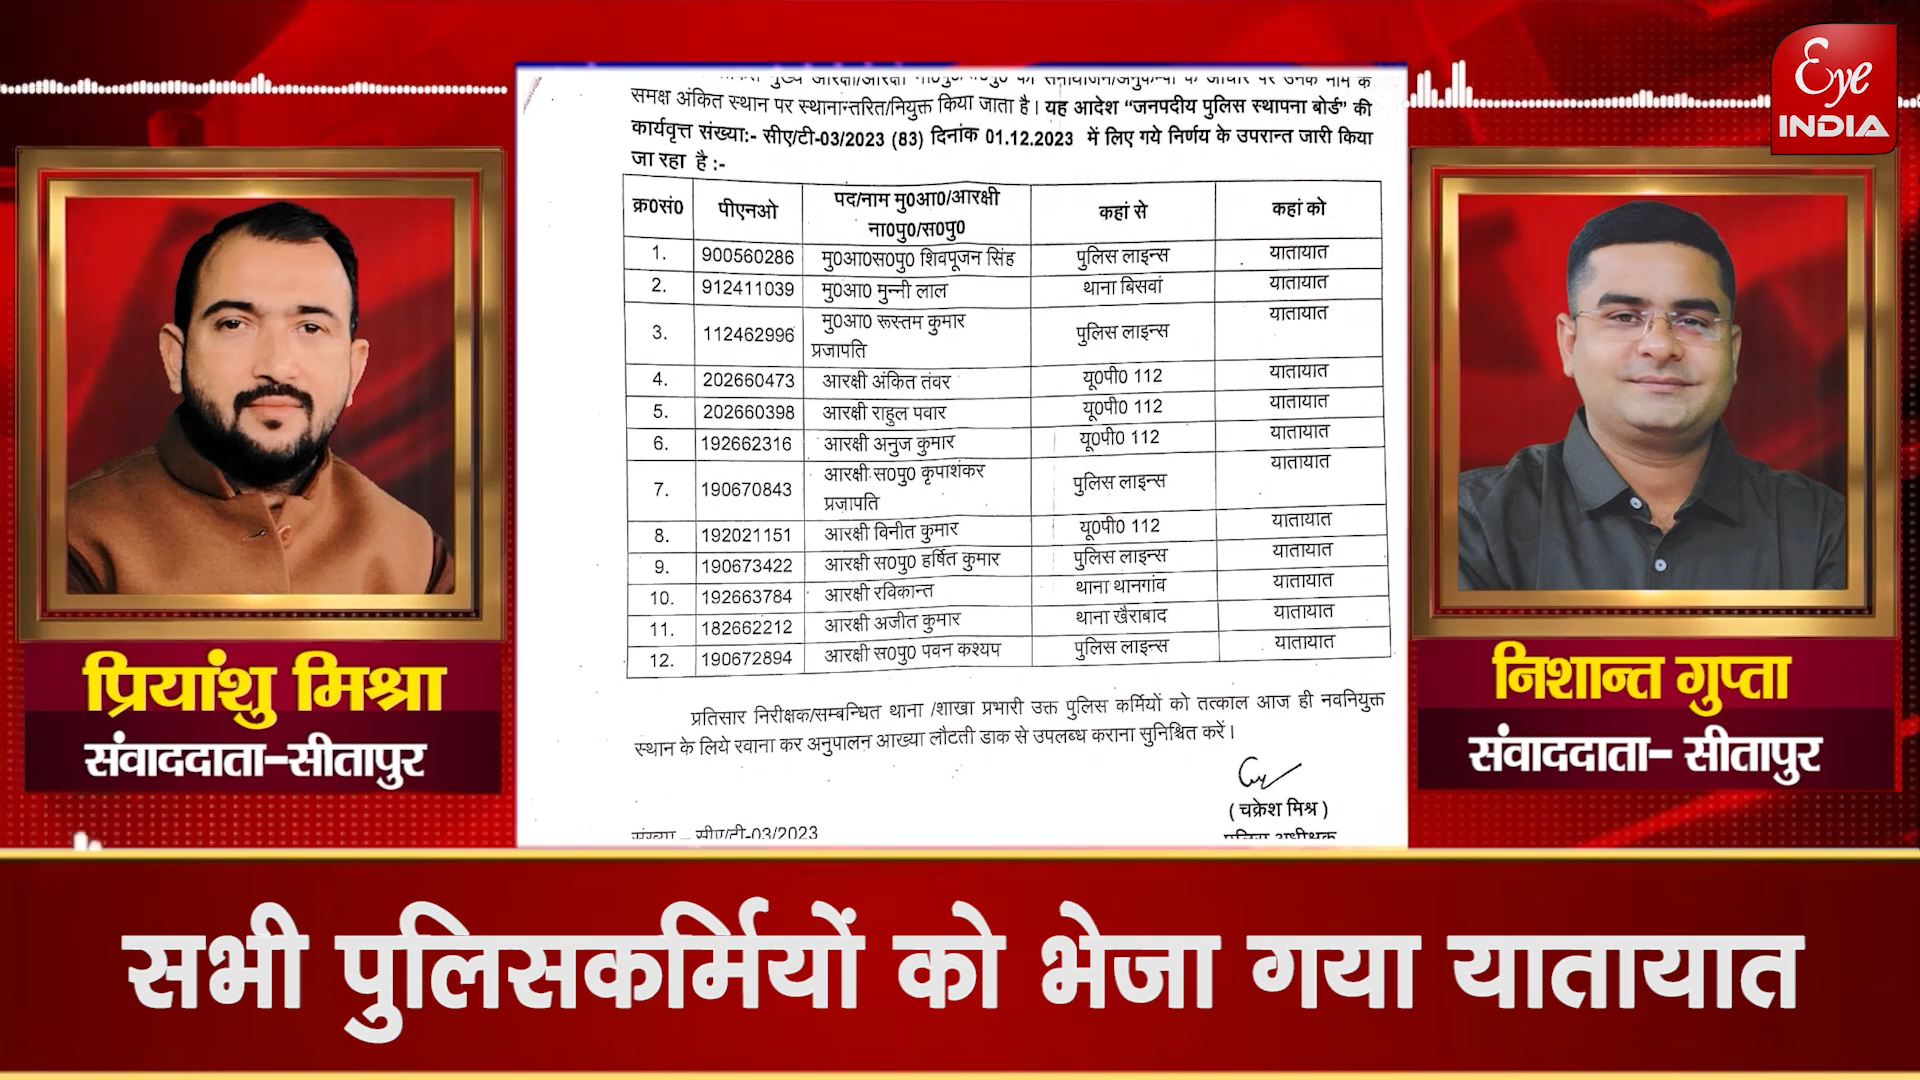 Eye
INDIA
समक्ष अंकित स्थान पर स्थानान्तरित/नियुक्त किया जाता है। यह आदेश “जनपदीय पुलिस स्थापना बोर्ड” की
कार्यवृत्त संख्या:- सीए/टी-03/2023 (83) दिनांक 01.12.2023 में लिए गये निर्णय के उपरान्त जारी किया
जा रहा है :-
क्र0सं0 पीएनओ पद/नाम मु0आ0/आरक्षी ना0पु0/स0पु0 कहां से कहां को
1. 900560286 मु0आ0स0पु0 शिवपूजन सिंह पुलिस लाइन्स यातायात
2. 912411039 मु0आ0 मुन्नी लाल थाना बिसवां यातायात
3. 112462996 मु0आ0 रूस्तम कुमार प्रजापति पुलिस लाइन्स यातायात
4. 202660473 आरक्षी अंकित तंवर यू0पी0 112 यातायात
5. 202660398 आरक्षी राहुल पवार यू0पी0 112 यातायात
6. 192662316 आरक्षी अनुज कुमार यू0पी0 112 यातायात
7. 190670843 आरक्षी स0पु0 कृपाशंकर प्रजापति पुलिस लाइन्स यातायात
8. 192021151 आरक्षी विनीत कुमार यू0पी0 112 यातायात
9. 190673422 आरक्षी स0पु0 हर्षित कुमार पुलिस लाइन्स यातायात
10. 192663784 आरक्षी रविकान्त थाना थानगांव यातायात
11. 182662212 आरक्षी अजीत कुमार थाना खैराबाद यातायात
12. 190672894 आरक्षी स0पु0 पवन कश्यप पुलिस लाइन्स यातायात
प्रतिसार निरीक्षक/सम्बन्धित थाना /शाखा प्रभारी उक्त पुलिस कर्मियों को तत्काल आज ही नवनियुक्त
स्थान के लिये रवाना कर अनुपालन आख्या लौटती डाक से उपलब्ध कराना सुनिश्चित करें।
( चक्रेश मिश्र )
पुलिस अधीक्षक
संख्या – सीए/टी-03/2023
प्रियांशु मिश्रा
संवाददाता-सीतापुर
निशान्त गुप्ता
संवाददाता- सीतापुर
सभी पुलिसकर्मियों को भेजा गया यातायात